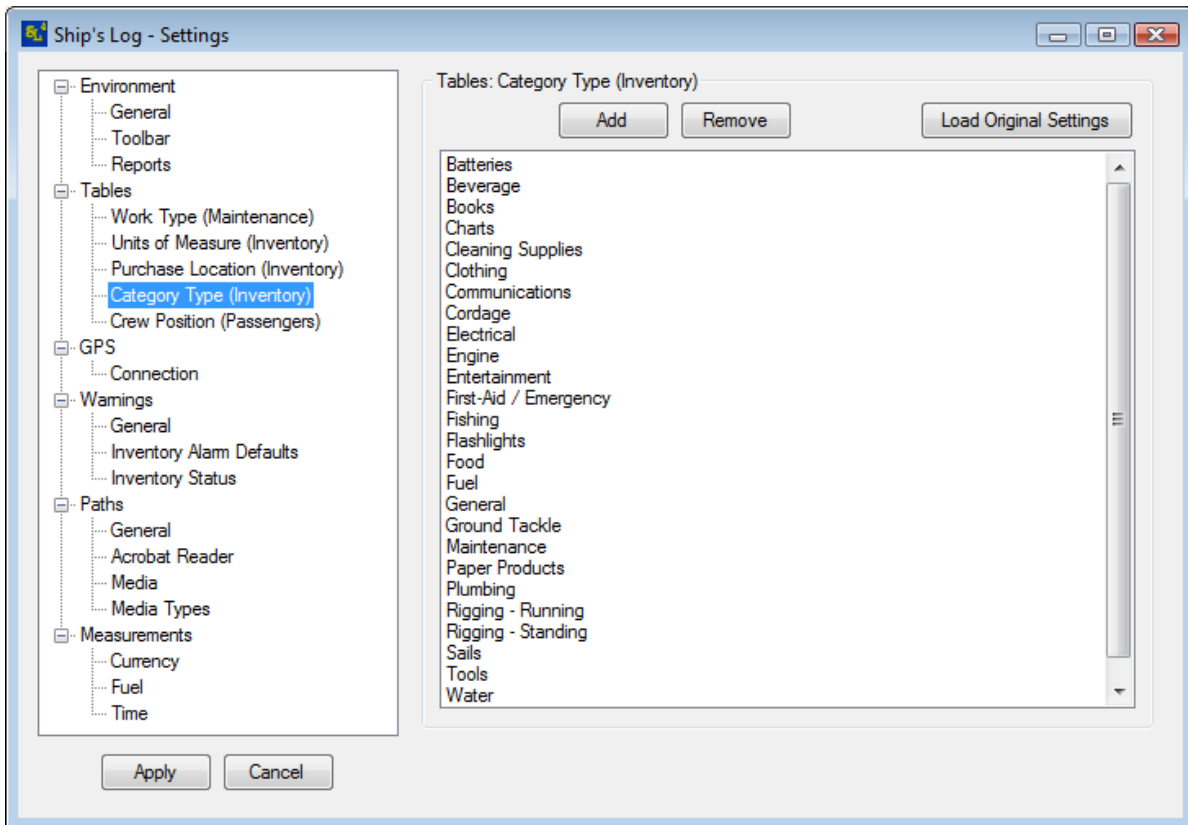 Ship's Log - Settings
Environment
General
Toolbar
Reports
Tables
Work Type (Maintenance)
Units of Measure (Inventory)
Purchase Location (Inventory)
Category Type (Inventory)
Crew Position (Passengers)
GPS
Connection
Warnings
General
Inventory Alarm Defaults
Inventory Status
Paths
General
Acrobat Reader
Media
Media Types
Measurements
Currency
Fuel
Time
Apply Cancel
Tables: Category Type (Inventory)
Add Remove Load Original Settings
Batteries
Beverage
Books
Charts
Cleaning Supplies
Clothing
Communications
Cordage
Electrical
Engine
Entertainment
First-Aid / Emergency
Fishing
Flashlights
Food
Fuel
General
Ground Tackle
Maintenance
Paper Products
Plumbing
Rigging - Running
Rigging - Standing
Sails
Tools
Water